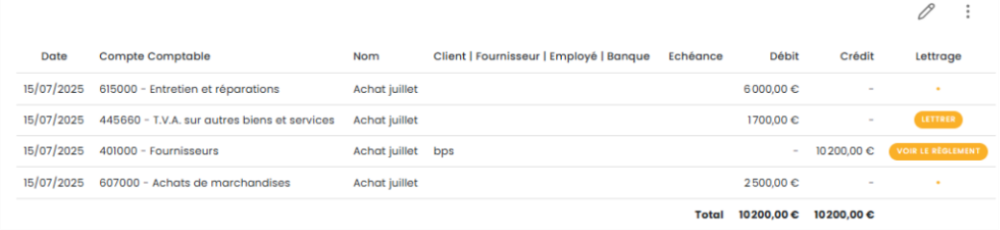 Date Compte Comptable Nom Client | Fournisseur | Employé | Banque Echéance Débit Crédit Lettrage
15/07/2025 615000 - Entretien et réparations Achat juillet 6 000,00 € -
15/07/2025 445660 - T.V.A. sur autres biens et services Achat juillet 1 700,00 € - LETTRER
15/07/2025 401000 - Fournisseurs Achat juillet bps - 10 200,00 € VOIR LE RÈGLEMENT
15/07/2025 607000 - Achats de marchandises Achat juillet 2 500,00 € -
Total 10 200,00 € 10 200,00 €